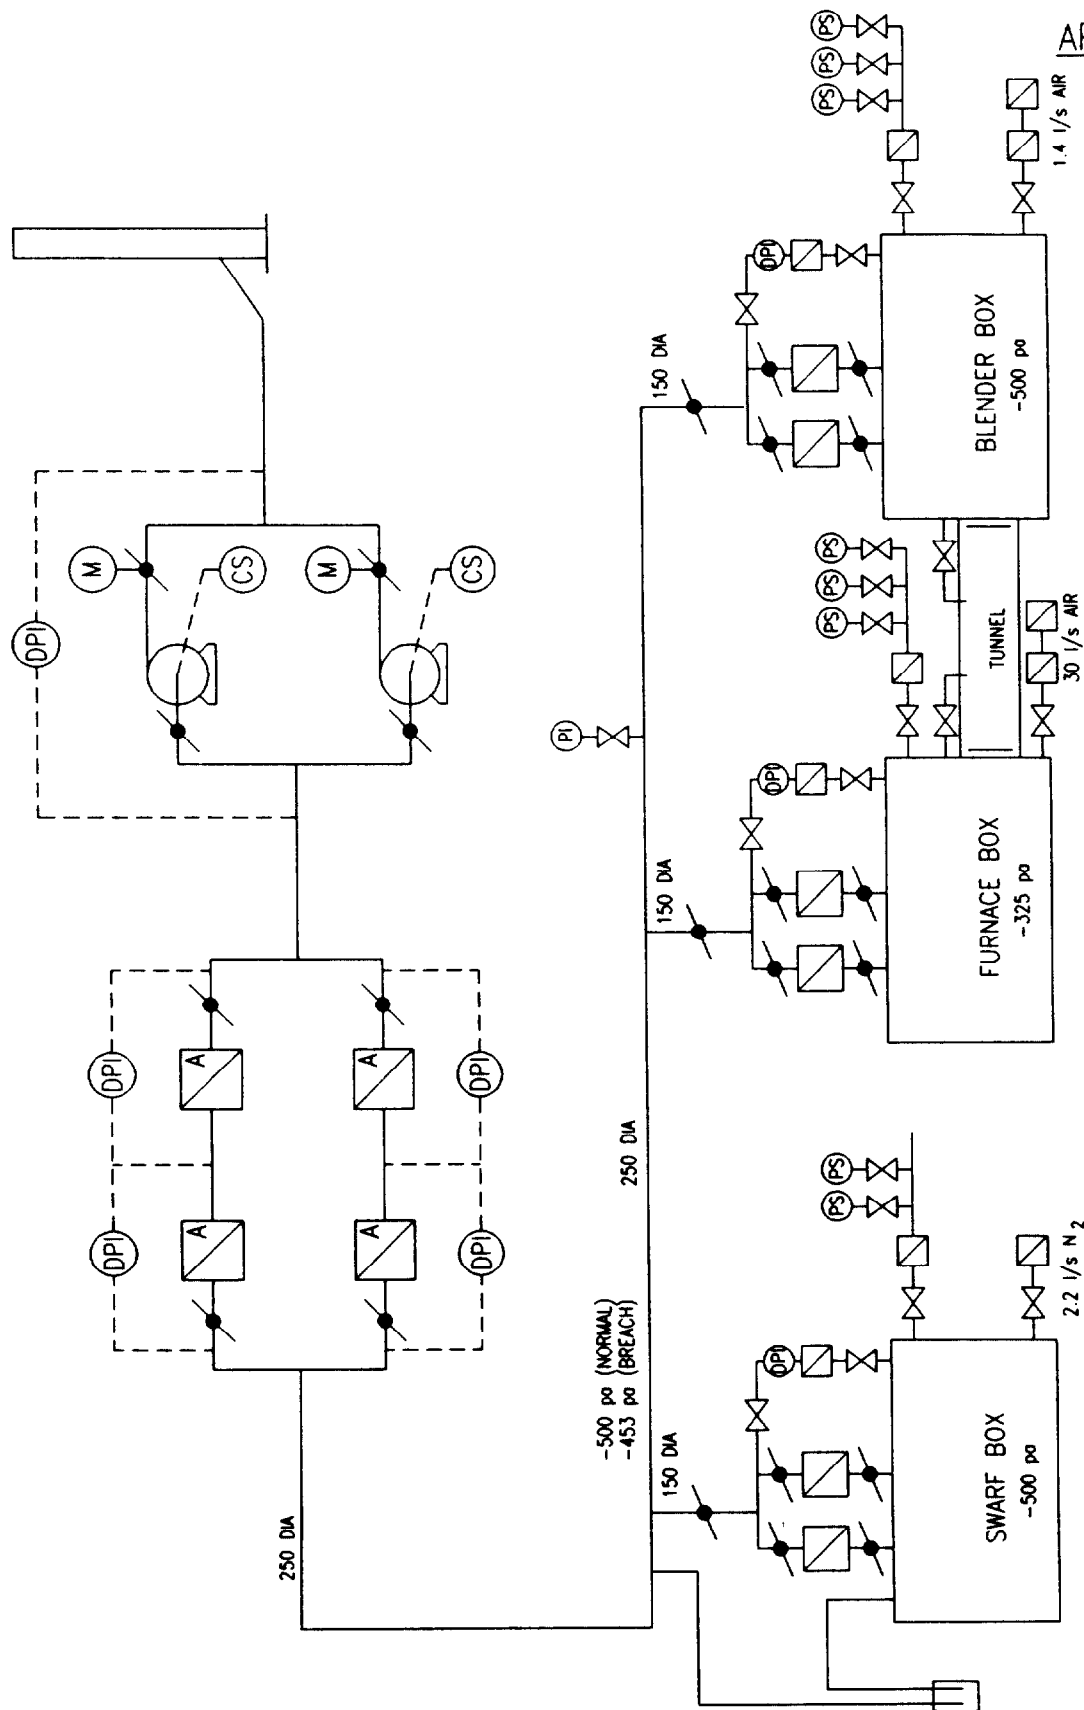 AP
PS
PS
PS
1.4 l/s AIR
DPI
150 DIA
BLENDER BOX
-500 pa
M
CS
M
CS
DPI
PS
PS
PS
TUNNEL
30 l/s AIR
PI
DPI
150 DIA
FURNACE BOX
-325 pa
A
DPI
A
DPI
A
DPI
A
DPI
250 DIA
PS
PS
2.2 l/s N2
-500 pa (NORMAL)
-453 pa (BREACH)
DPI
150 DIA
SWARF BOX
-500 pa
250 DIA